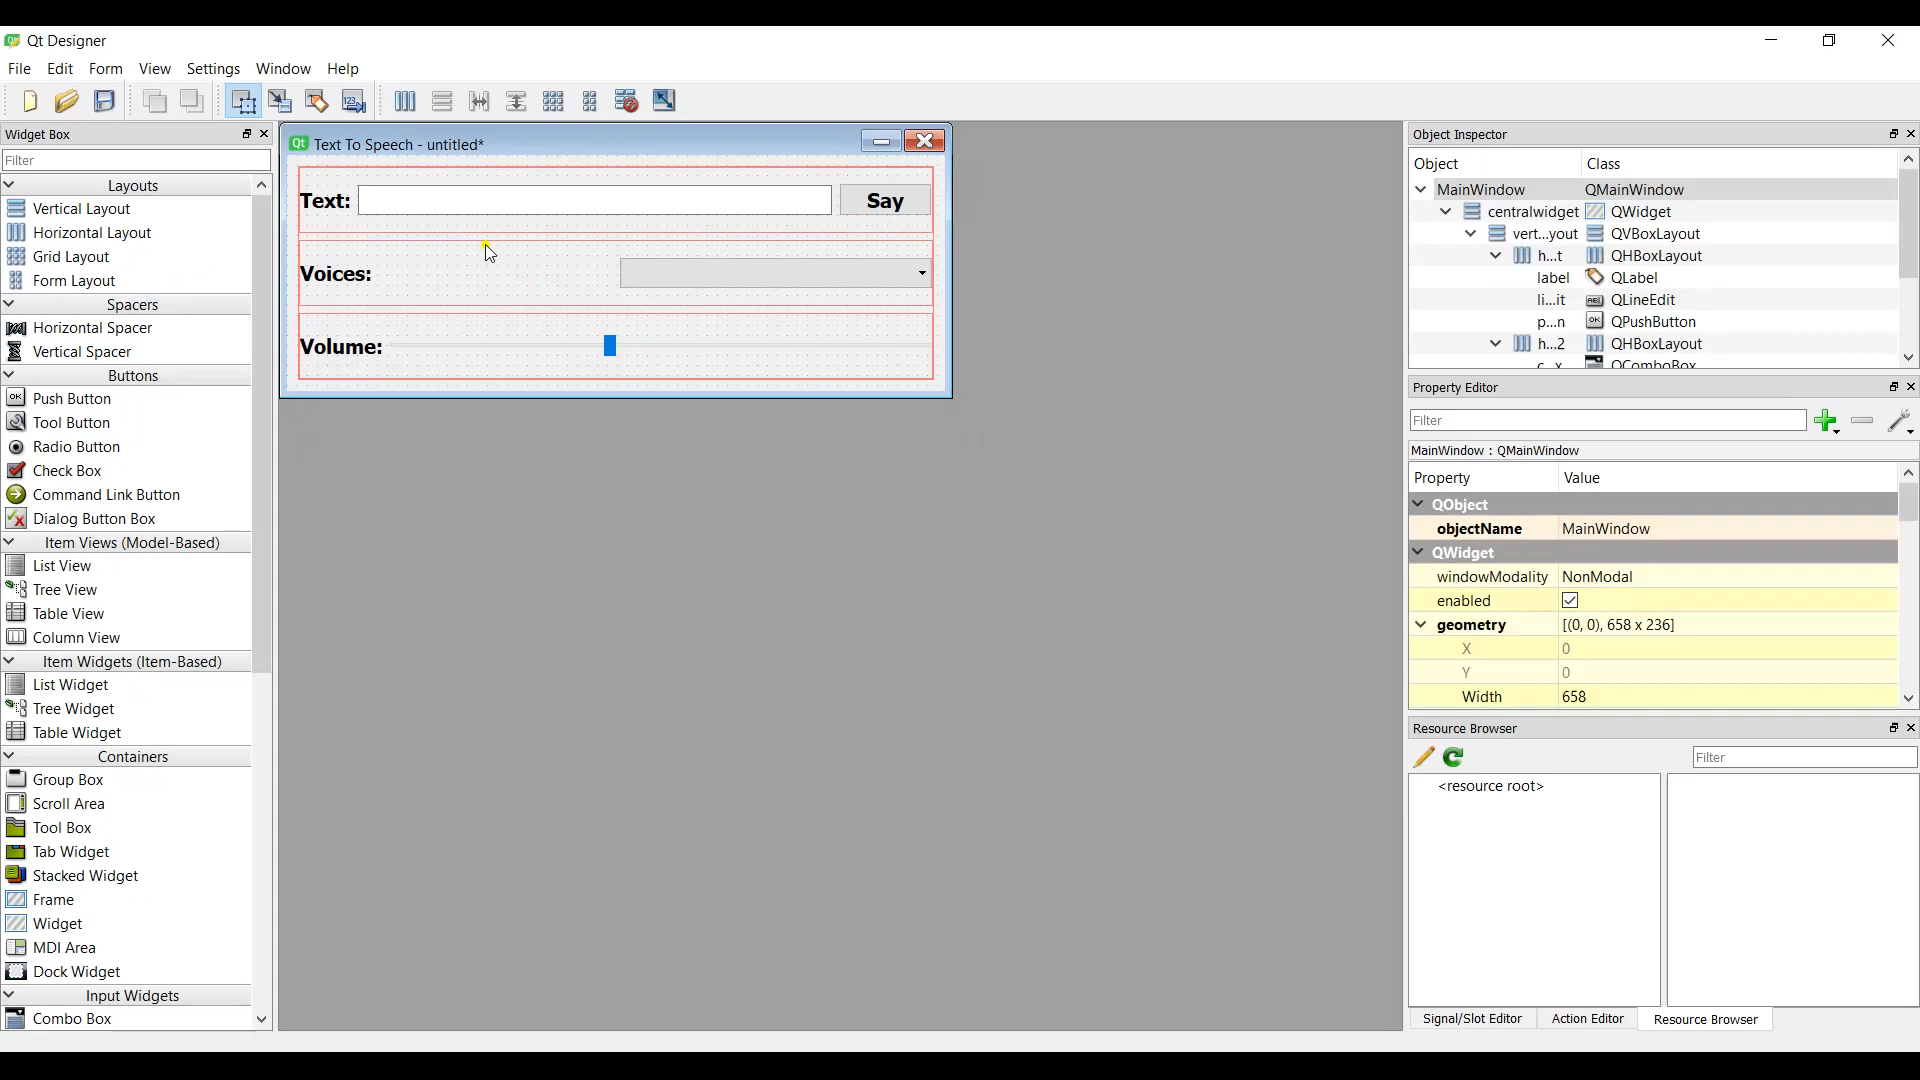 Qt Designer
File Edit Form View Settings Window Help
Widget Box
Filter
Layouts
Vertical Layout
Horizontal Layout
Grid Layout
Form Layout
Spacers
Horizontal Spacer
Vertical Spacer
Buttons
Push Button
Tool Button
Radio Button
Check Box
Command Link Button
Dialog Button Box
Item Views (Model-Based)
List View
Tree View
Table View
Column View
Item Widgets (Item-Based)
List Widget
Tree Widget
Table Widget
Containers
Group Box
Scroll Area
Tool Box
Tab Widget
Stacked Widget
Frame
Widget
MDI Area
Dock Widget
Input Widgets
Combo Box
Qt Text To Speech - untitled*
Text: Say
Voices:
Volume:
Object Inspector
Object Class
MainWindow QMainWindow
centralwidget QWidget
vert...yout QVBoxLayout
h...t QHBoxLayout
label QLabel
li...it QLineEdit
p...n QPushButton
h...2 QHBoxLayout
c...x QComboBox
Property Editor
Filter
MainWindow : QMainWindow
Property Value
QObject
objectName MainWindow
QWidget
windowModality NonModal
enabled
geometry [(0, 0), 658 x 236]
X 0
Y 0
Width 658
Resource Browser
Filter
<resource root>
Signal/Slot Editor Action Editor Resource Browser